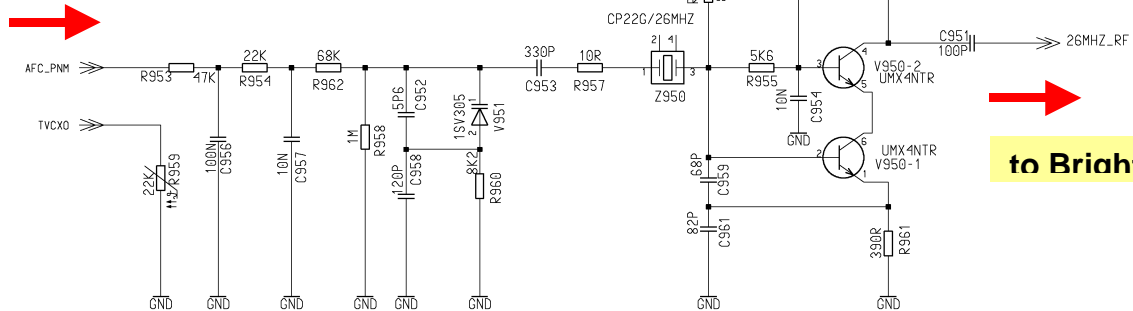 CP22G/26MHZ
2 4
1 3
Z950
AFC_PNM
R953
47K
22K
R954
68K
R962
330P
C953
10R
R957
5K6
R955
3
4
5
V950-2
UMX4NTR
C951
100P
26MHZ_RF
TVCXO
22K
R959
100N
C956
10N
C957
1M
R958
5P6
C952
120P
C958
1SV305
V951
1
2
8K2
R960
10N
C954
GND
68P
C959
82P
C961
2
6
1
UMX4NTR
V950-1
390R
R961
to Bright
GND
GND
GND
GND
GND
GND
GND
GND